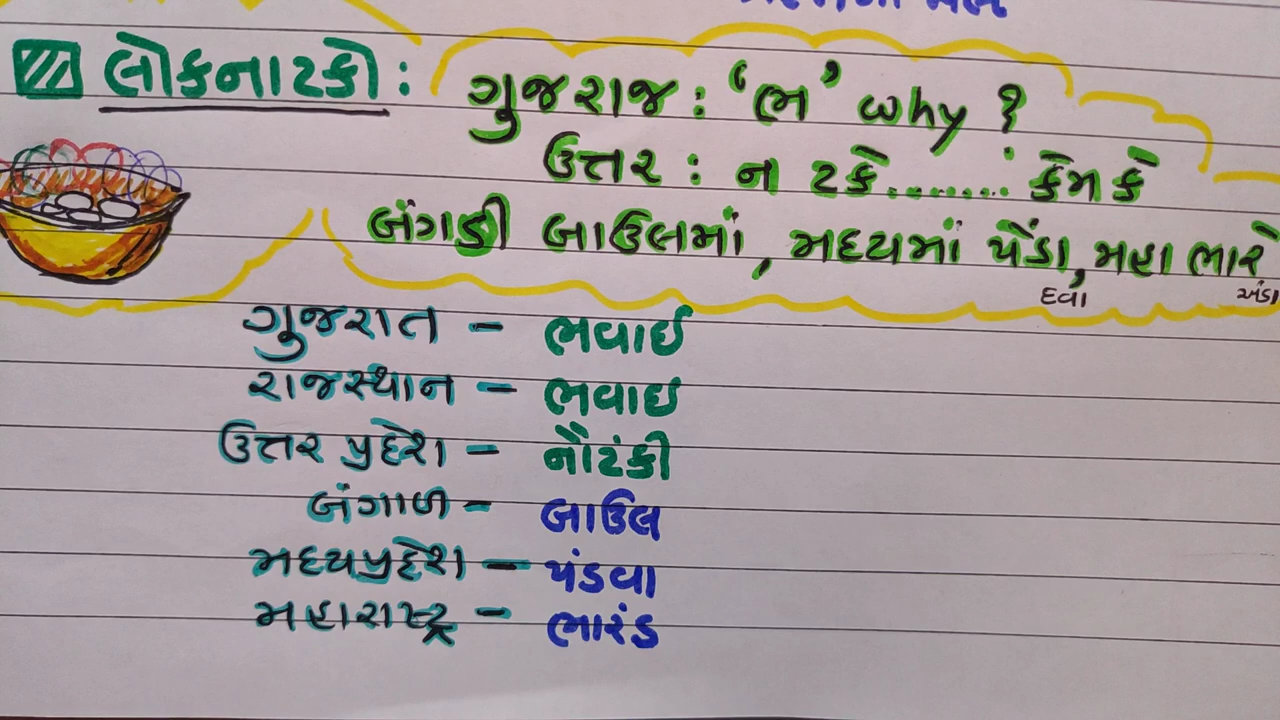 લોકનાટકો :
ગુજરાજ : 'ભ' why ?
ઉત્તર : ન ટકે........ કેમ કે
બંગડી બાઉલમાં, મધ્યમાં પેંડા, મહા ભારે
દવા
અંડા
ગુજરાત - ભવાઈ
રાજસ્થાન - ભવાઈ
ઉત્તર પ્રદેશ - નૌટંકી
બંગાળ - બાઉલ
મધ્યપ્રદેશ - પંડવા
મહારાષ્ટ્ર - ભારંડ